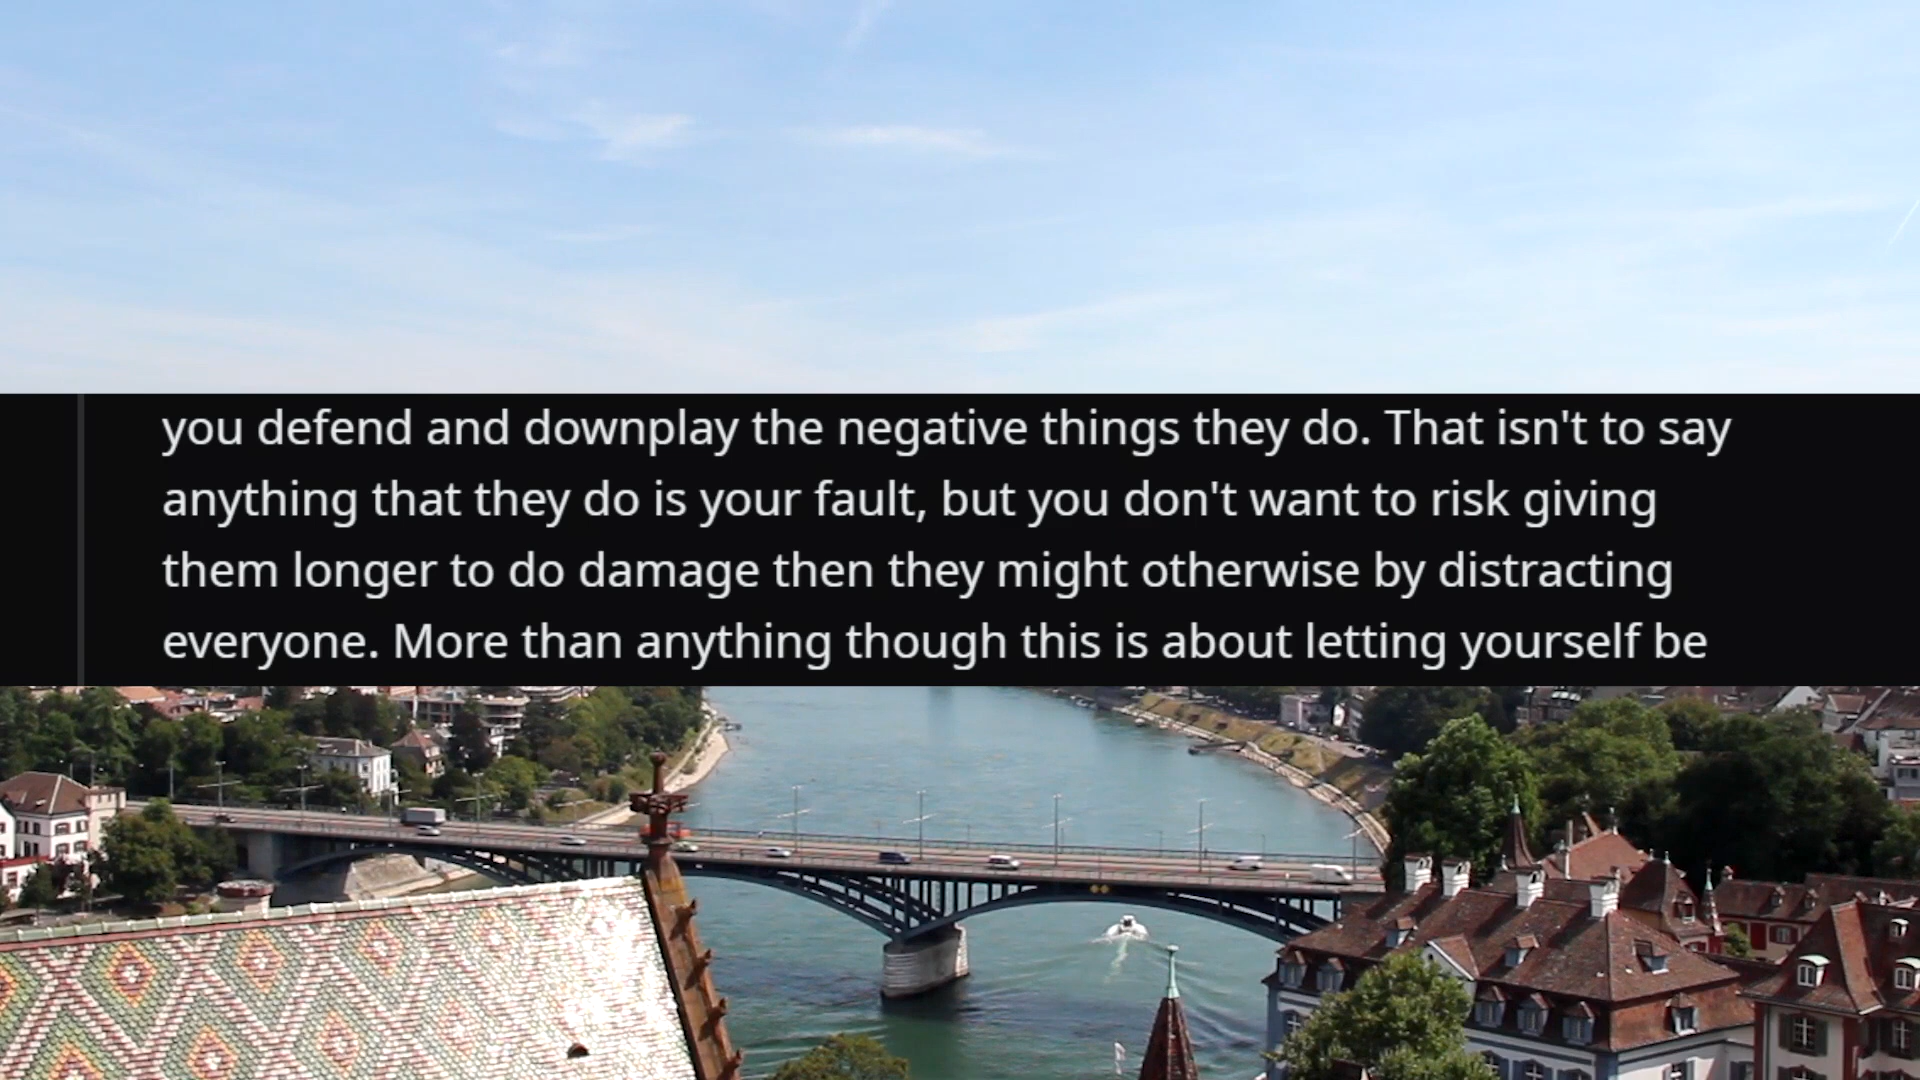 you defend and downplay the negative things they do. That isn't to say
anything that they do is your fault, but you don't want to risk giving
them longer to do damage then they might otherwise by distracting
everyone. More than anything though this is about letting yourself be